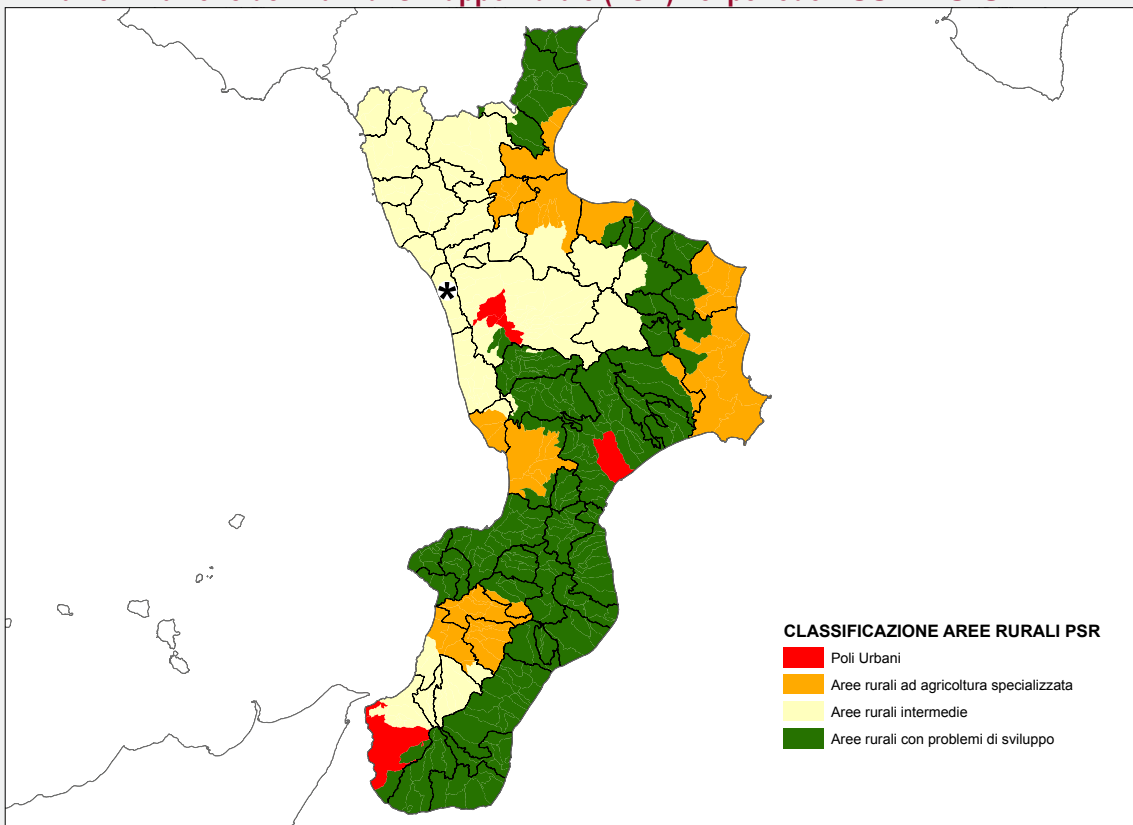 *
CLASSIFICAZIONE AREE RURALI PSR
Poli Urbani
Aree rurali ad agricoltura specializzata
Aree rurali intermedie
Aree rurali con problemi di sviluppo